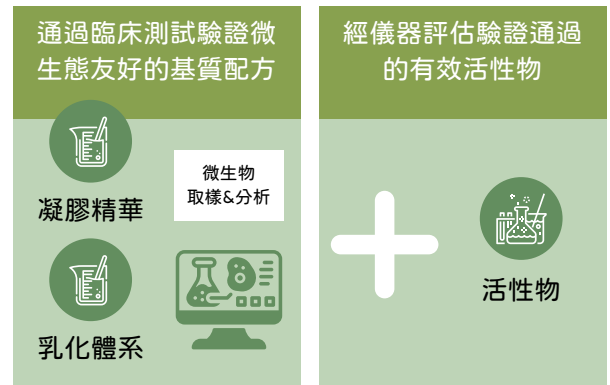 通過臨床測試驗證微
生態友好的基質配方
凝膠精華
微生物
取樣&分析
乳化體系
經儀器評估驗證通過
的有效活性物
活性物